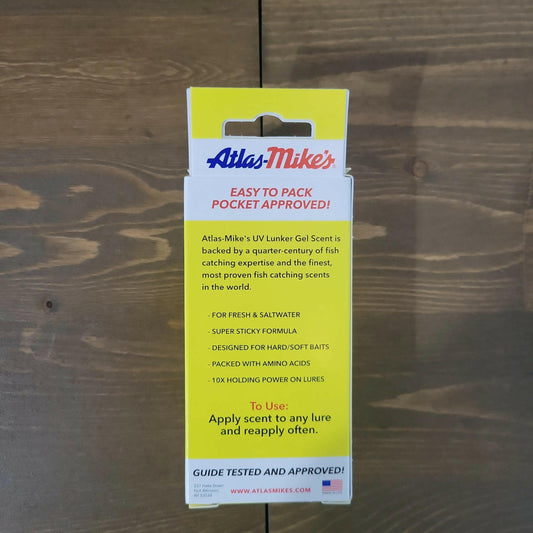 Atlas-Mike's
EASY TO PACK
POCKET APPROVED!
Atlas-Mike's UV Lunker Gel Scent is
backed by a quarter-century of fish
catching expertise and the finest,
most proven fish catching scents
in the world.
- FOR FRESH & SALTWATER
- SUPER STICKY FORMULA
- DESIGNED FOR HARD/SOFT BAITS
- PACKED WITH AMINO ACIDS
- 10X HOLDING POWER ON LURES
To Use:
Apply scent to any lure
and reapply often.
GUIDE TESTED AND APPROVED!
WWW.ATLASMIKES.COM